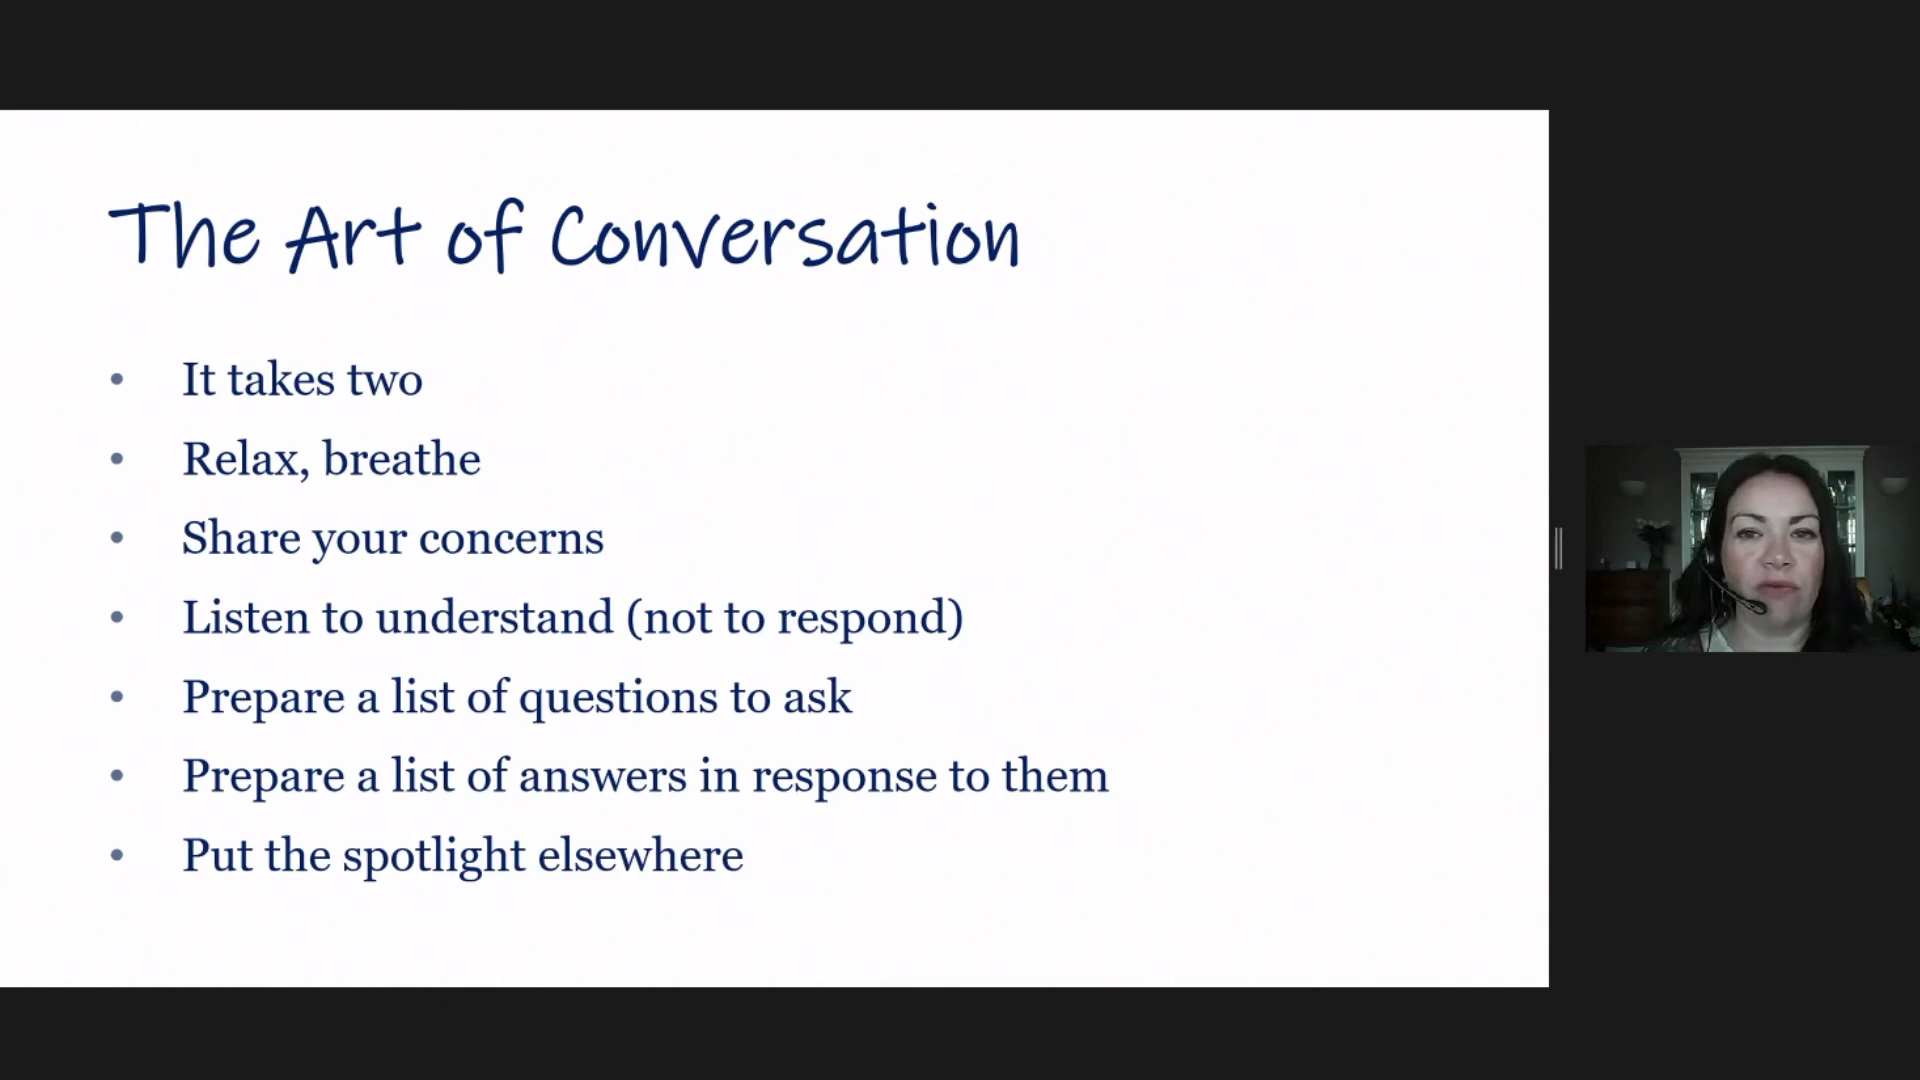 The Art of Conversation
• It takes two
• Relax, breathe
• Share your concerns
• Listen to understand (not to respond)
• Prepare a list of questions to ask
• Prepare a list of answers in response to them
• Put the spotlight elsewhere